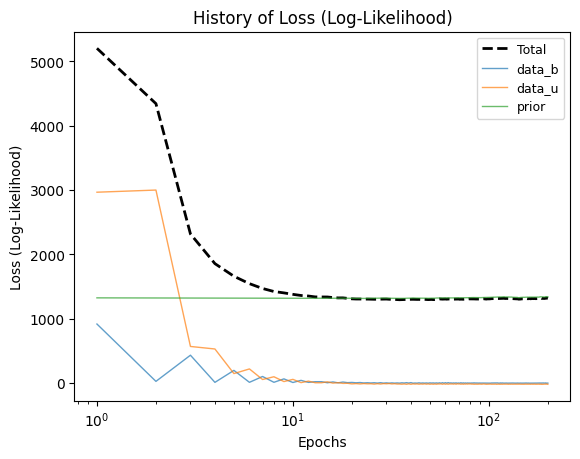 History of Loss (Log-Likelihood)
Total
data_b
data_u
prior
Loss (Log-Likelihood)
5000
4000
3000
2000
1000
0
10^0
10^1
10^2
Epochs